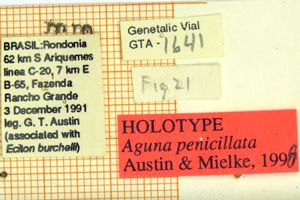 BRASIL: Rondonia
62 km S Ariquemes
linea C-20, 7 km E
B-65, Fazenda
Rancho Grande
3 December 1991
leg. G. T. Austin
(associated with
Eciton burchelli)
Genetalic Vial
GTA - 1641
Fig 21
HOLOTYPE
Aguna penicillata
Austin & Mielke, 1998